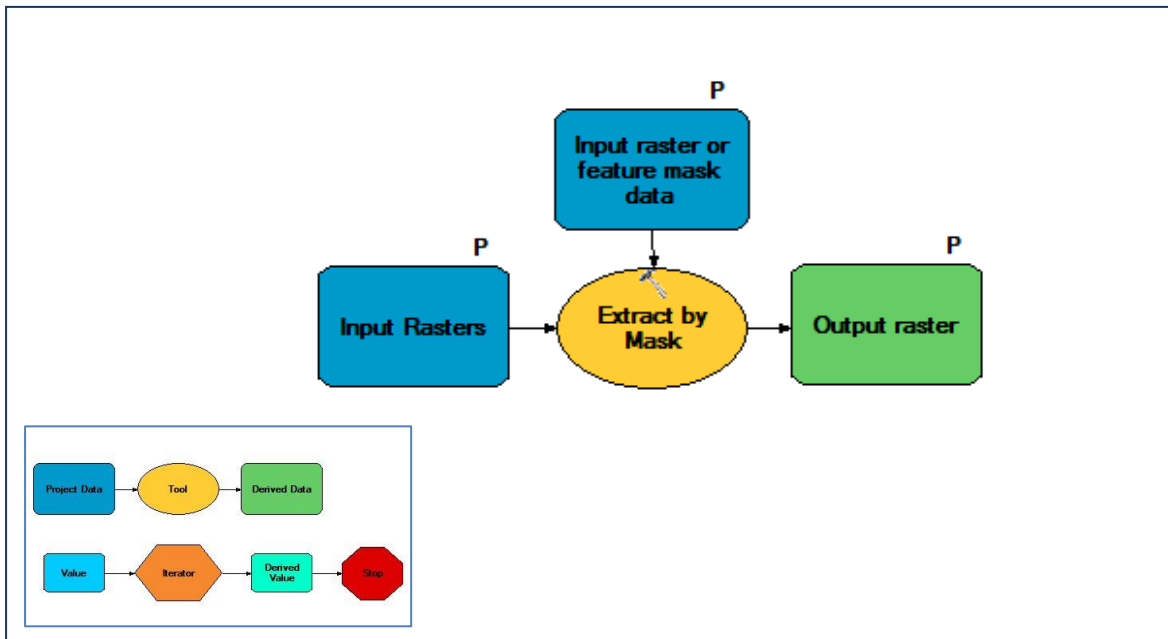 P
Input raster or
feature mask
data
P
Input Rasters
Extract by
Mask
P
Output raster
Project Data
Tool
Derived Data
Value
Iterator
Derived
Value
Stop